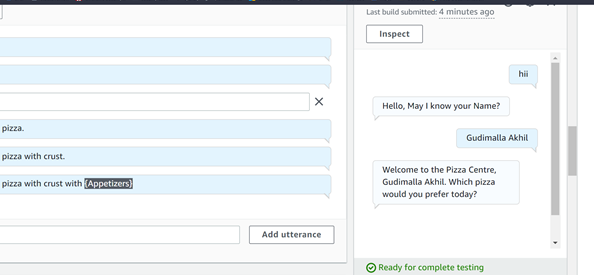 Last build submitted: 4 minutes ago
Inspect
hii
Hello, May I know your Name?
Gudimalla Akhil
Welcome to the Pizza Centre,
Gudimalla Akhil. Which pizza
would you prefer today?
Ready for complete testing
pizza.
pizza with crust.
pizza with crust with {Appetizers}
Add utterance